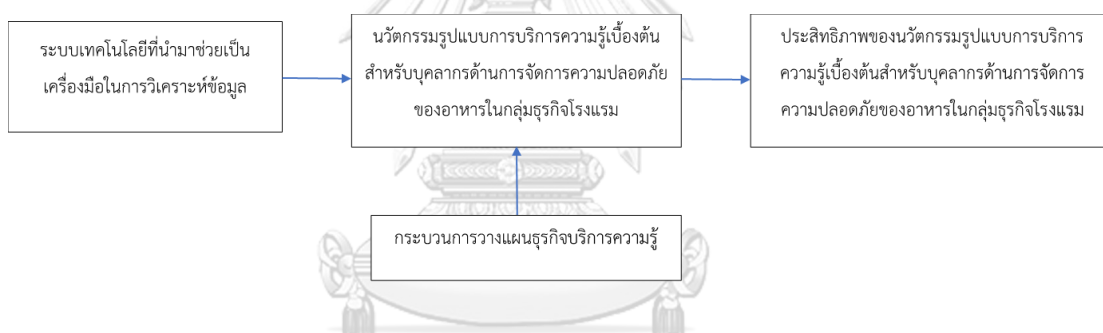 ระบบเทคโนโลยีที่นำมาช่วยเป็น
เครื่องมือในการวิเคราะห์ข้อมูล
นวัตกรรมรูปแบบการบริการความรู้เบื้องต้น
สำหรับบุคลากรด้านการจัดการความปลอดภัย
ของอาหารในกลุ่มธุรกิจโรงแรม
ประสิทธิภาพของนวัตกรรมรูปแบบการบริการ
ความรู้เบื้องต้นสำหรับบุคลากรด้านการจัดการ
ความปลอดภัยของอาหารในกลุ่มธุรกิจโรงแรม
กระบวนการวางแผนธุรกิจบริการความรู้